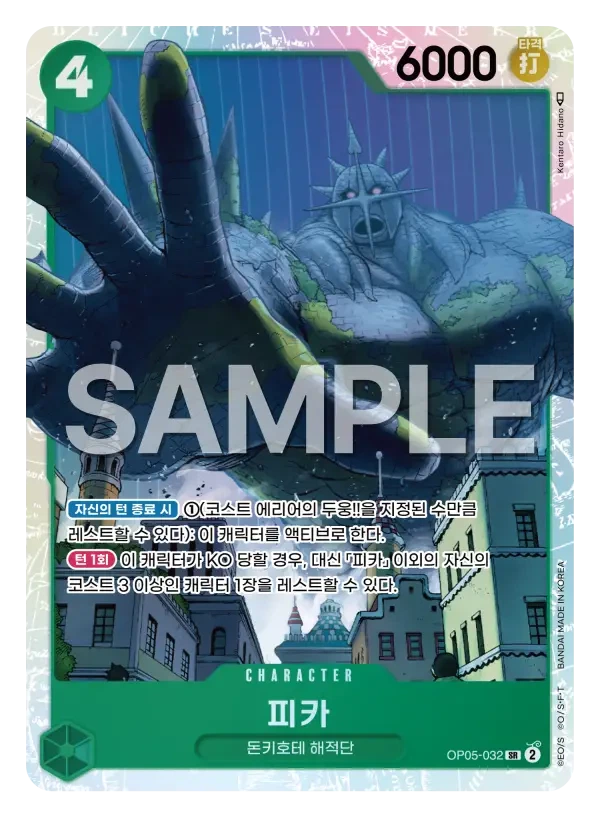 4
6000
타격
打
Kentaro Hidano
SAMPLE
자신의 턴 종료 시 ①(코스트 에리어의 두웅!!을 지정된 수만큼
레스트할 수 있다): 이 캐릭터를 액티브로 한다.
턴 1회 이 캐릭터가 KO 당할 경우, 대신 「피카」 이외의 자신의
코스트 3 이상인 캐릭터 1장을 레스트할 수 있다.
CHARACTER
피카
돈키호테 해적단
OP05-032 SR 2
©E.O/S ©O/S·F·T BANDAI MADE IN KOREA